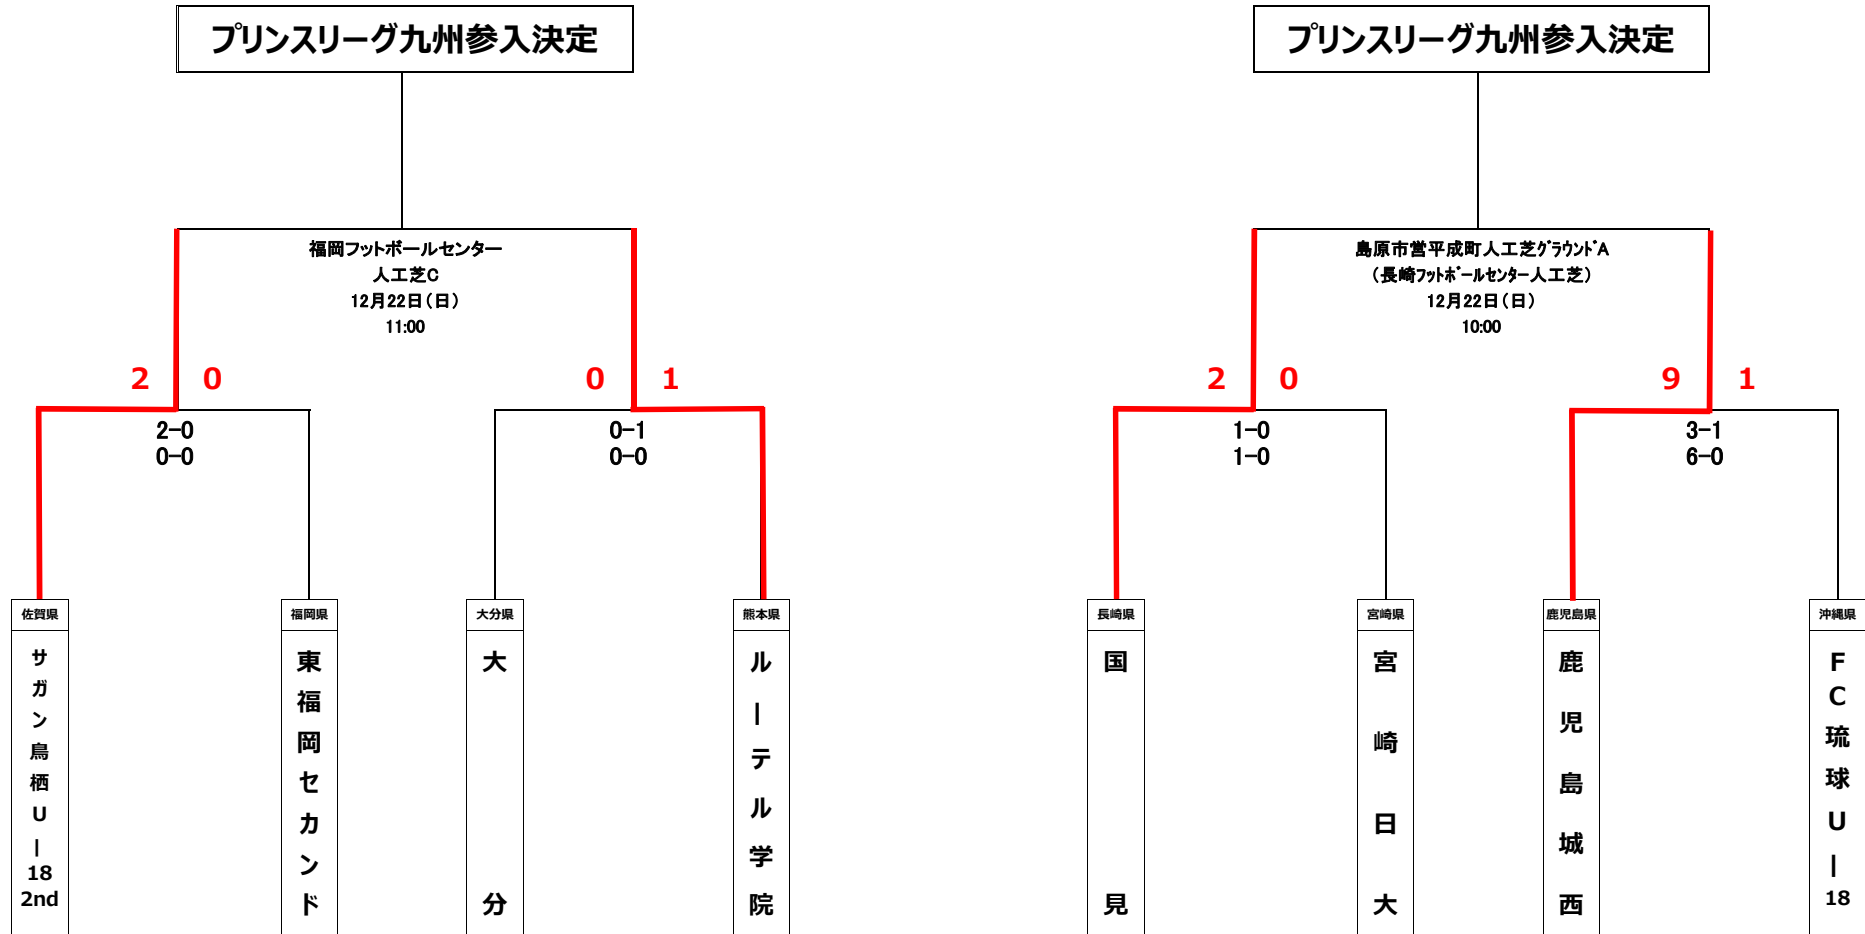 プリンスリーグ九州参入決定
福岡フットボールセンター
人工芝C
12月22日(日)
11:00
2 0
0 1
2-0
0-0
0-1
0-0
佐賀県
サガン鳥栖U-18 2nd
福岡県
東福岡セカンド
大分県
大分
熊本県
ルーテル学院
プリンスリーグ九州参入決定
島原市営平成町人工芝グラウンドA
(長崎フットボールセンター人工芝)
12月22日(日)
10:00
2 0
9 1
1-0
1-0
3-1
6-0
長崎県
国見
宮崎県
宮崎日大
鹿児島県
鹿児島城西
沖縄県
FC琉球U-18